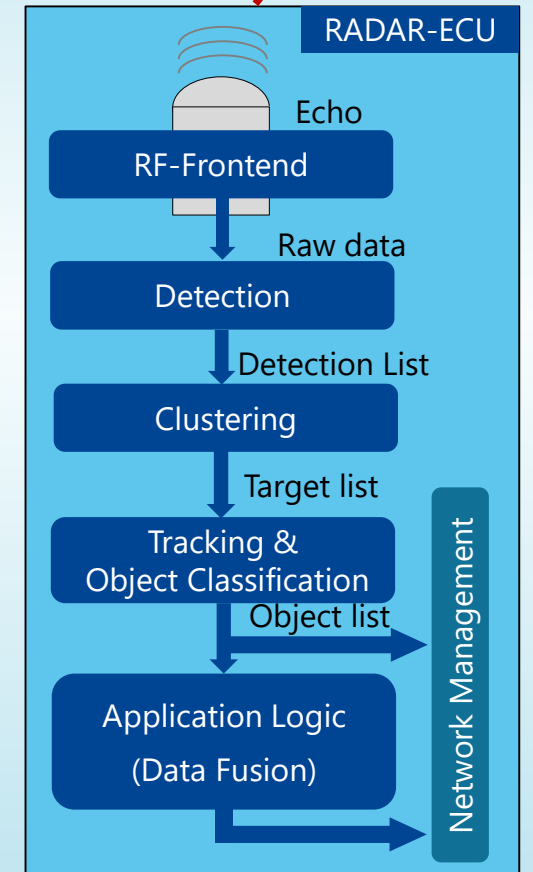 RADAR-ECU
Echo
RF-Frontend
Raw data
Detection
Detection List
Clustering
Target list
Tracking &
Object Classification
Object list
Application Logic
(Data Fusion)
Network Management